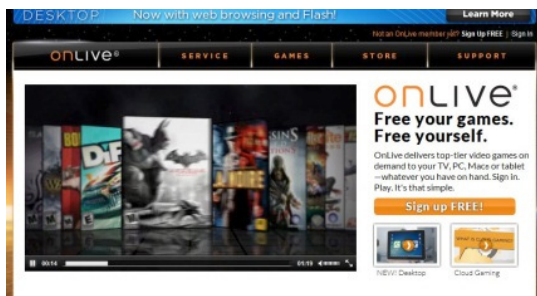 DESKTOP Now with web browsing and Flash! Learn More
Not an OnLive member yet? Sign Up FREE | Sign In
onLIVE® SERVICE GAMES STORE SUPPORT
onLIVE®
Free your games.
Free yourself.
OnLive delivers top-tier video games on
demand to your TV, PC, Mac or tablet
—whatever you have on hand. Sign in.
Play. It's that simple.
Sign up FREE!
DiRT
BATMAN
00:14 01:19
NEW! Desktop Cloud Gaming